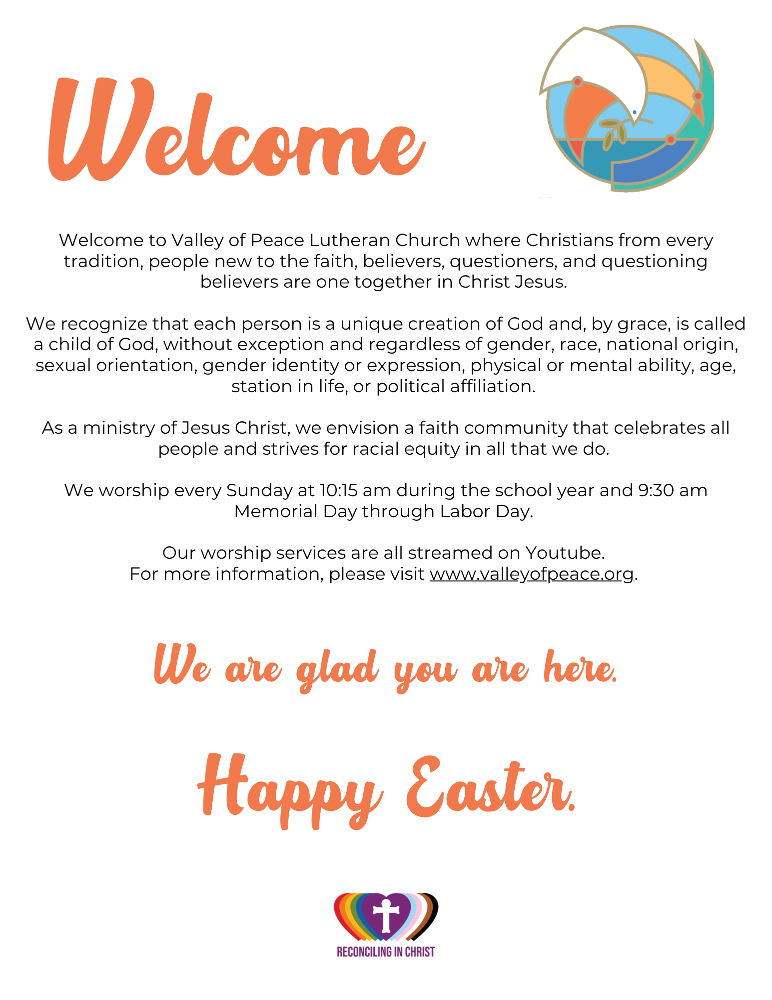 Welcome
Welcome to Valley of Peace Lutheran Church where Christians from every
tradition, people new to the faith, believers, questioners, and questioning
believers are one together in Christ Jesus.
We recognize that each person is a unique creation of God and, by grace, is called
a child of God, without exception and regardless of gender, race, national origin,
sexual orientation, gender identity or expression, physical or mental ability, age,
station in life, or political affiliation.
As a ministry of Jesus Christ, we envision a faith community that celebrates all
people and strives for racial equity in all that we do.
We worship every Sunday at 10:15 am during the school year and 9:30 am
Memorial Day through Labor Day.
Our worship services are all streamed on Youtube.
For more information, please visit www.valleyofpeace.org.
We are glad you are here.
Happy Easter.
RECONCILING IN CHRIST